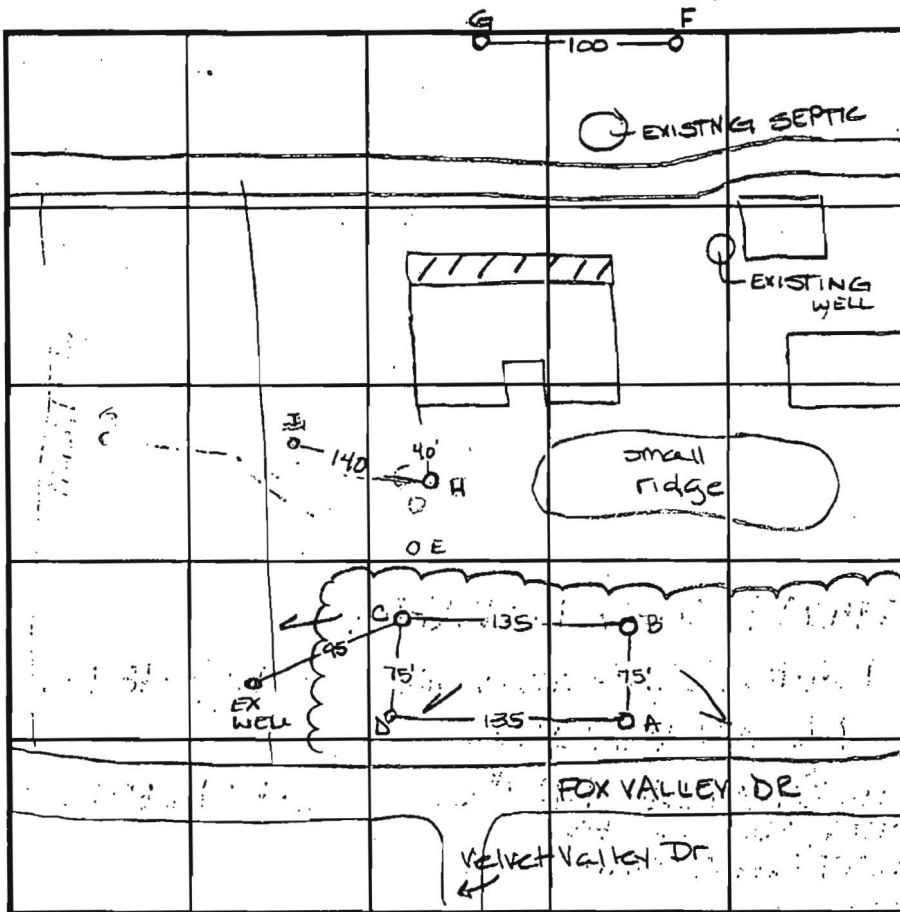 G F
100
EXISTNG SEPTIC
EXISTING
WELL
I
140
40'
H
small
ridge
E
C
135
B
95
75'
75'
EX
WELL
D
135
A
FOX VALLEY DR
Velvet Valley Dr